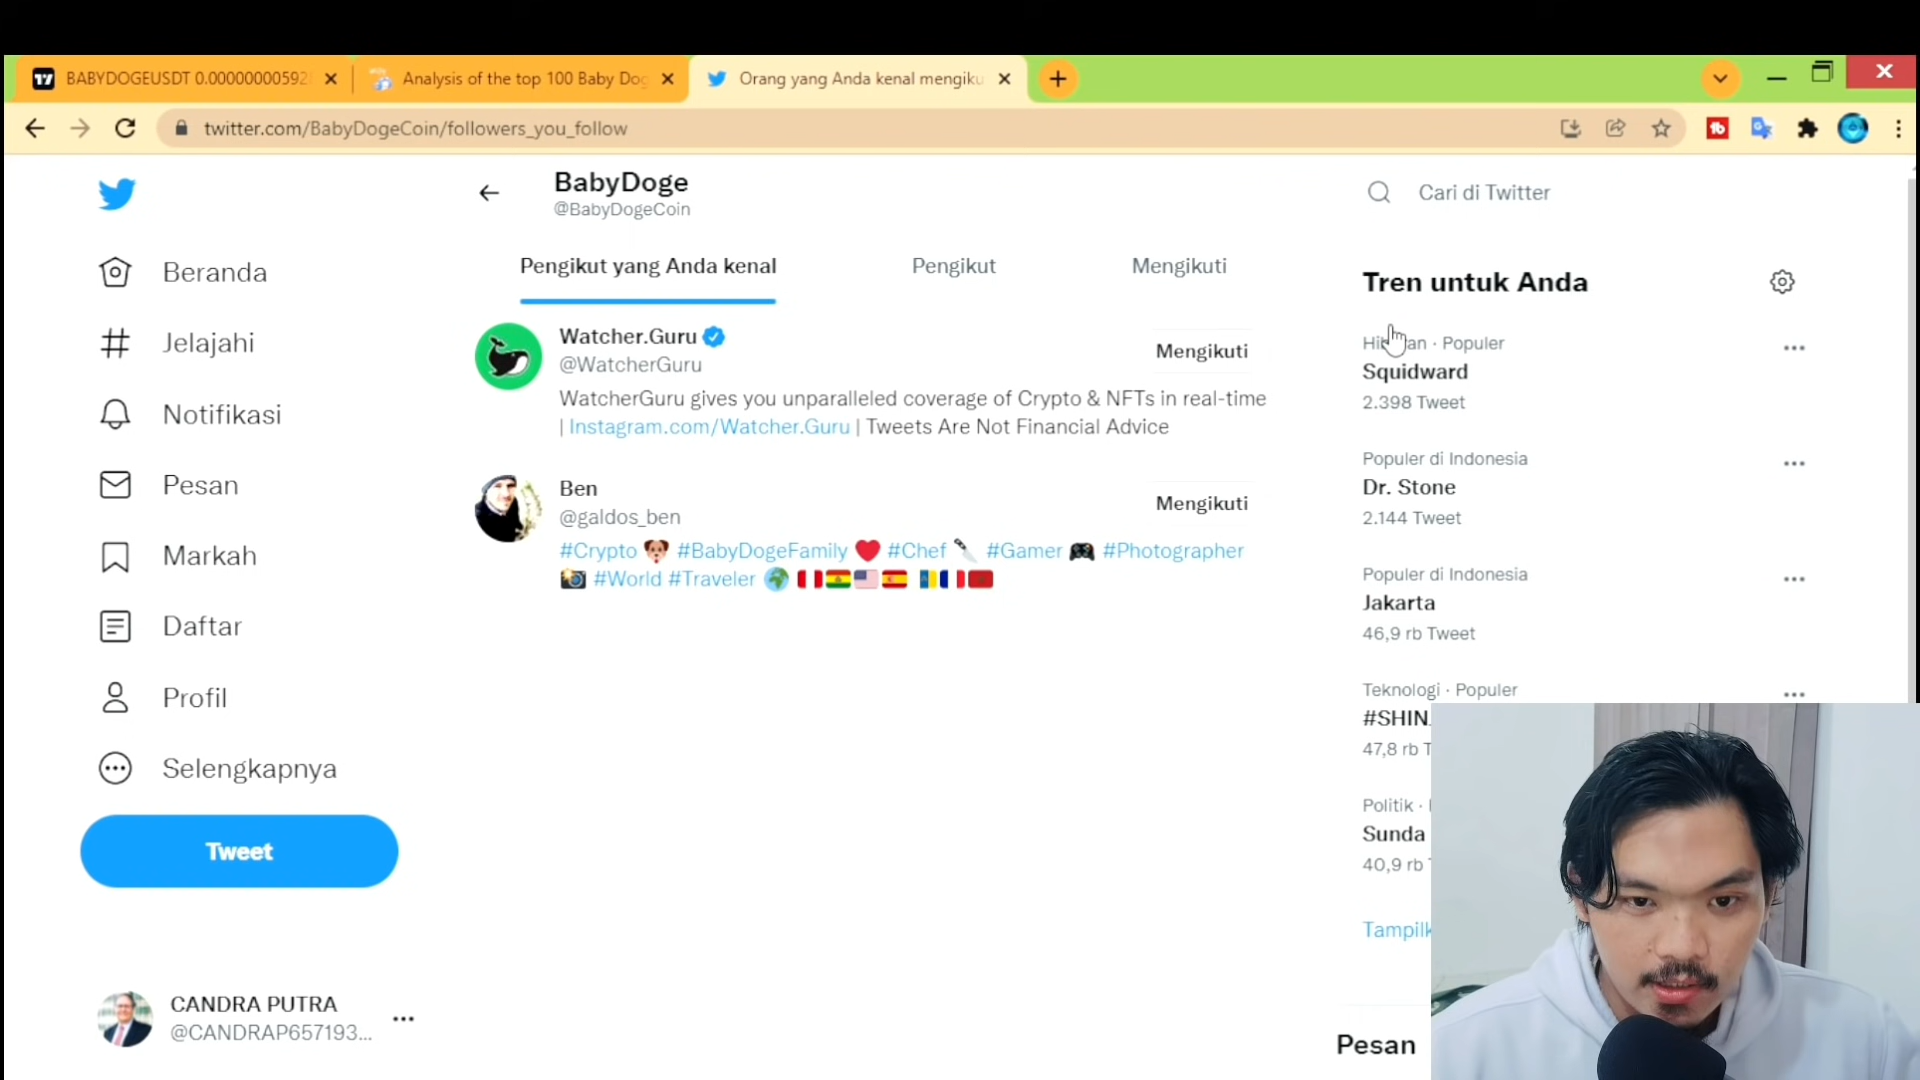 BABYDOGEUSDT 0.0000000059
Analysis of the top 100 Baby Dog
Orang yang Anda kenal mengiku
twitter.com/BabyDogeCoin/followers_you_follow
BabyDoge
@BabyDogeCoin
Cari di Twitter
Beranda
Jelajahi
Notifikasi
Pesan
Markah
Daftar
Profil
Selengkapnya
Tweet
CANDRA PUTRA
@CANDRAP657193...
Pengikut yang Anda kenal
Pengikut
Mengikuti
Watcher.Guru
@WatcherGuru
Mengikuti
WatcherGuru gives you unparalleled coverage of Crypto & NFTs in real-time
| Instagram.com/Watcher.Guru | Tweets Are Not Financial Advice
Ben
@galdos_ben
Mengikuti
#Crypto 🐶 #BabyDogeFamily ❤️ #Chef 🔪 #Gamer 🎮 #Photographer
📸 #World #Traveler 🌍 🇵🇪🇧🇴🇺🇸🇪🇸 🇮🇨🇫🇷🇲🇦
Tren untuk Anda
· Populer
Squidward
2.398 Tweet
Populer di Indonesia
Dr. Stone
2.144 Tweet
Populer di Indonesia
Jakarta
46,9 rb Tweet
Teknologi · Populer
#SHIN
47,8 rb T
Politik ·
Sunda
40,9 rb
Tampilk
Pesan